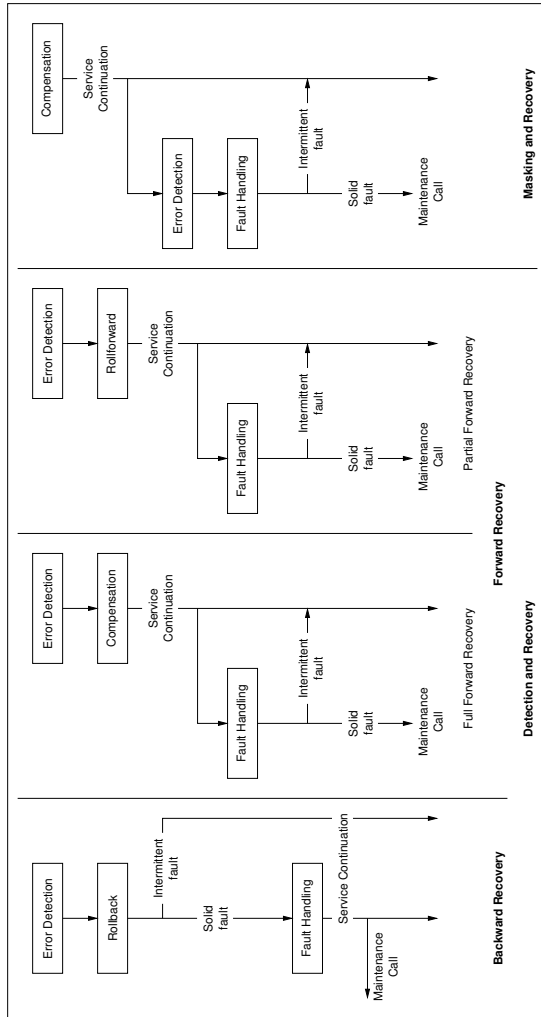 Error Detection
Rollback
Intermittent
fault
Solid
fault
Fault Handling
Service Continuation
Maintenance
Call
Backward Recovery
Error Detection
Compensation
Service
Continuation
Fault Handling
Intermittent
fault
Solid
fault
Maintenance
Call
Full Forward Recovery
Error Detection
Rollforward
Service
Continuation
Fault Handling
Intermittent
fault
Solid
fault
Maintenance
Call
Partial Forward Recovery
Forward Recovery
Detection and Recovery
Compensation
Service
Continuation
Error Detection
Fault Handling
Intermittent
fault
Solid
fault
Maintenance
Call
Masking and Recovery